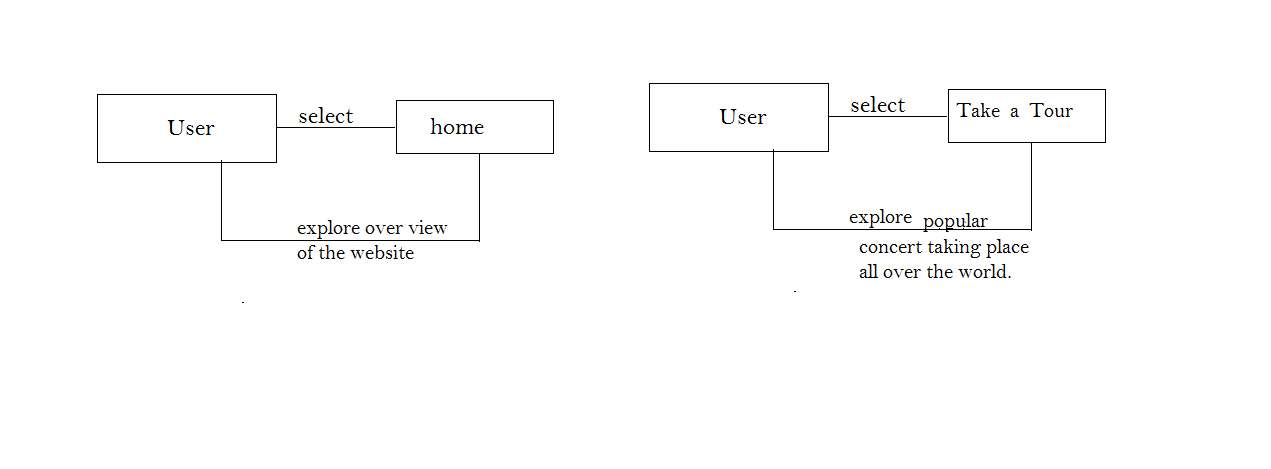 User
select
home
explore over view
of the website
User
select
Take a Tour
explore popular
concert taking place
all over the world.